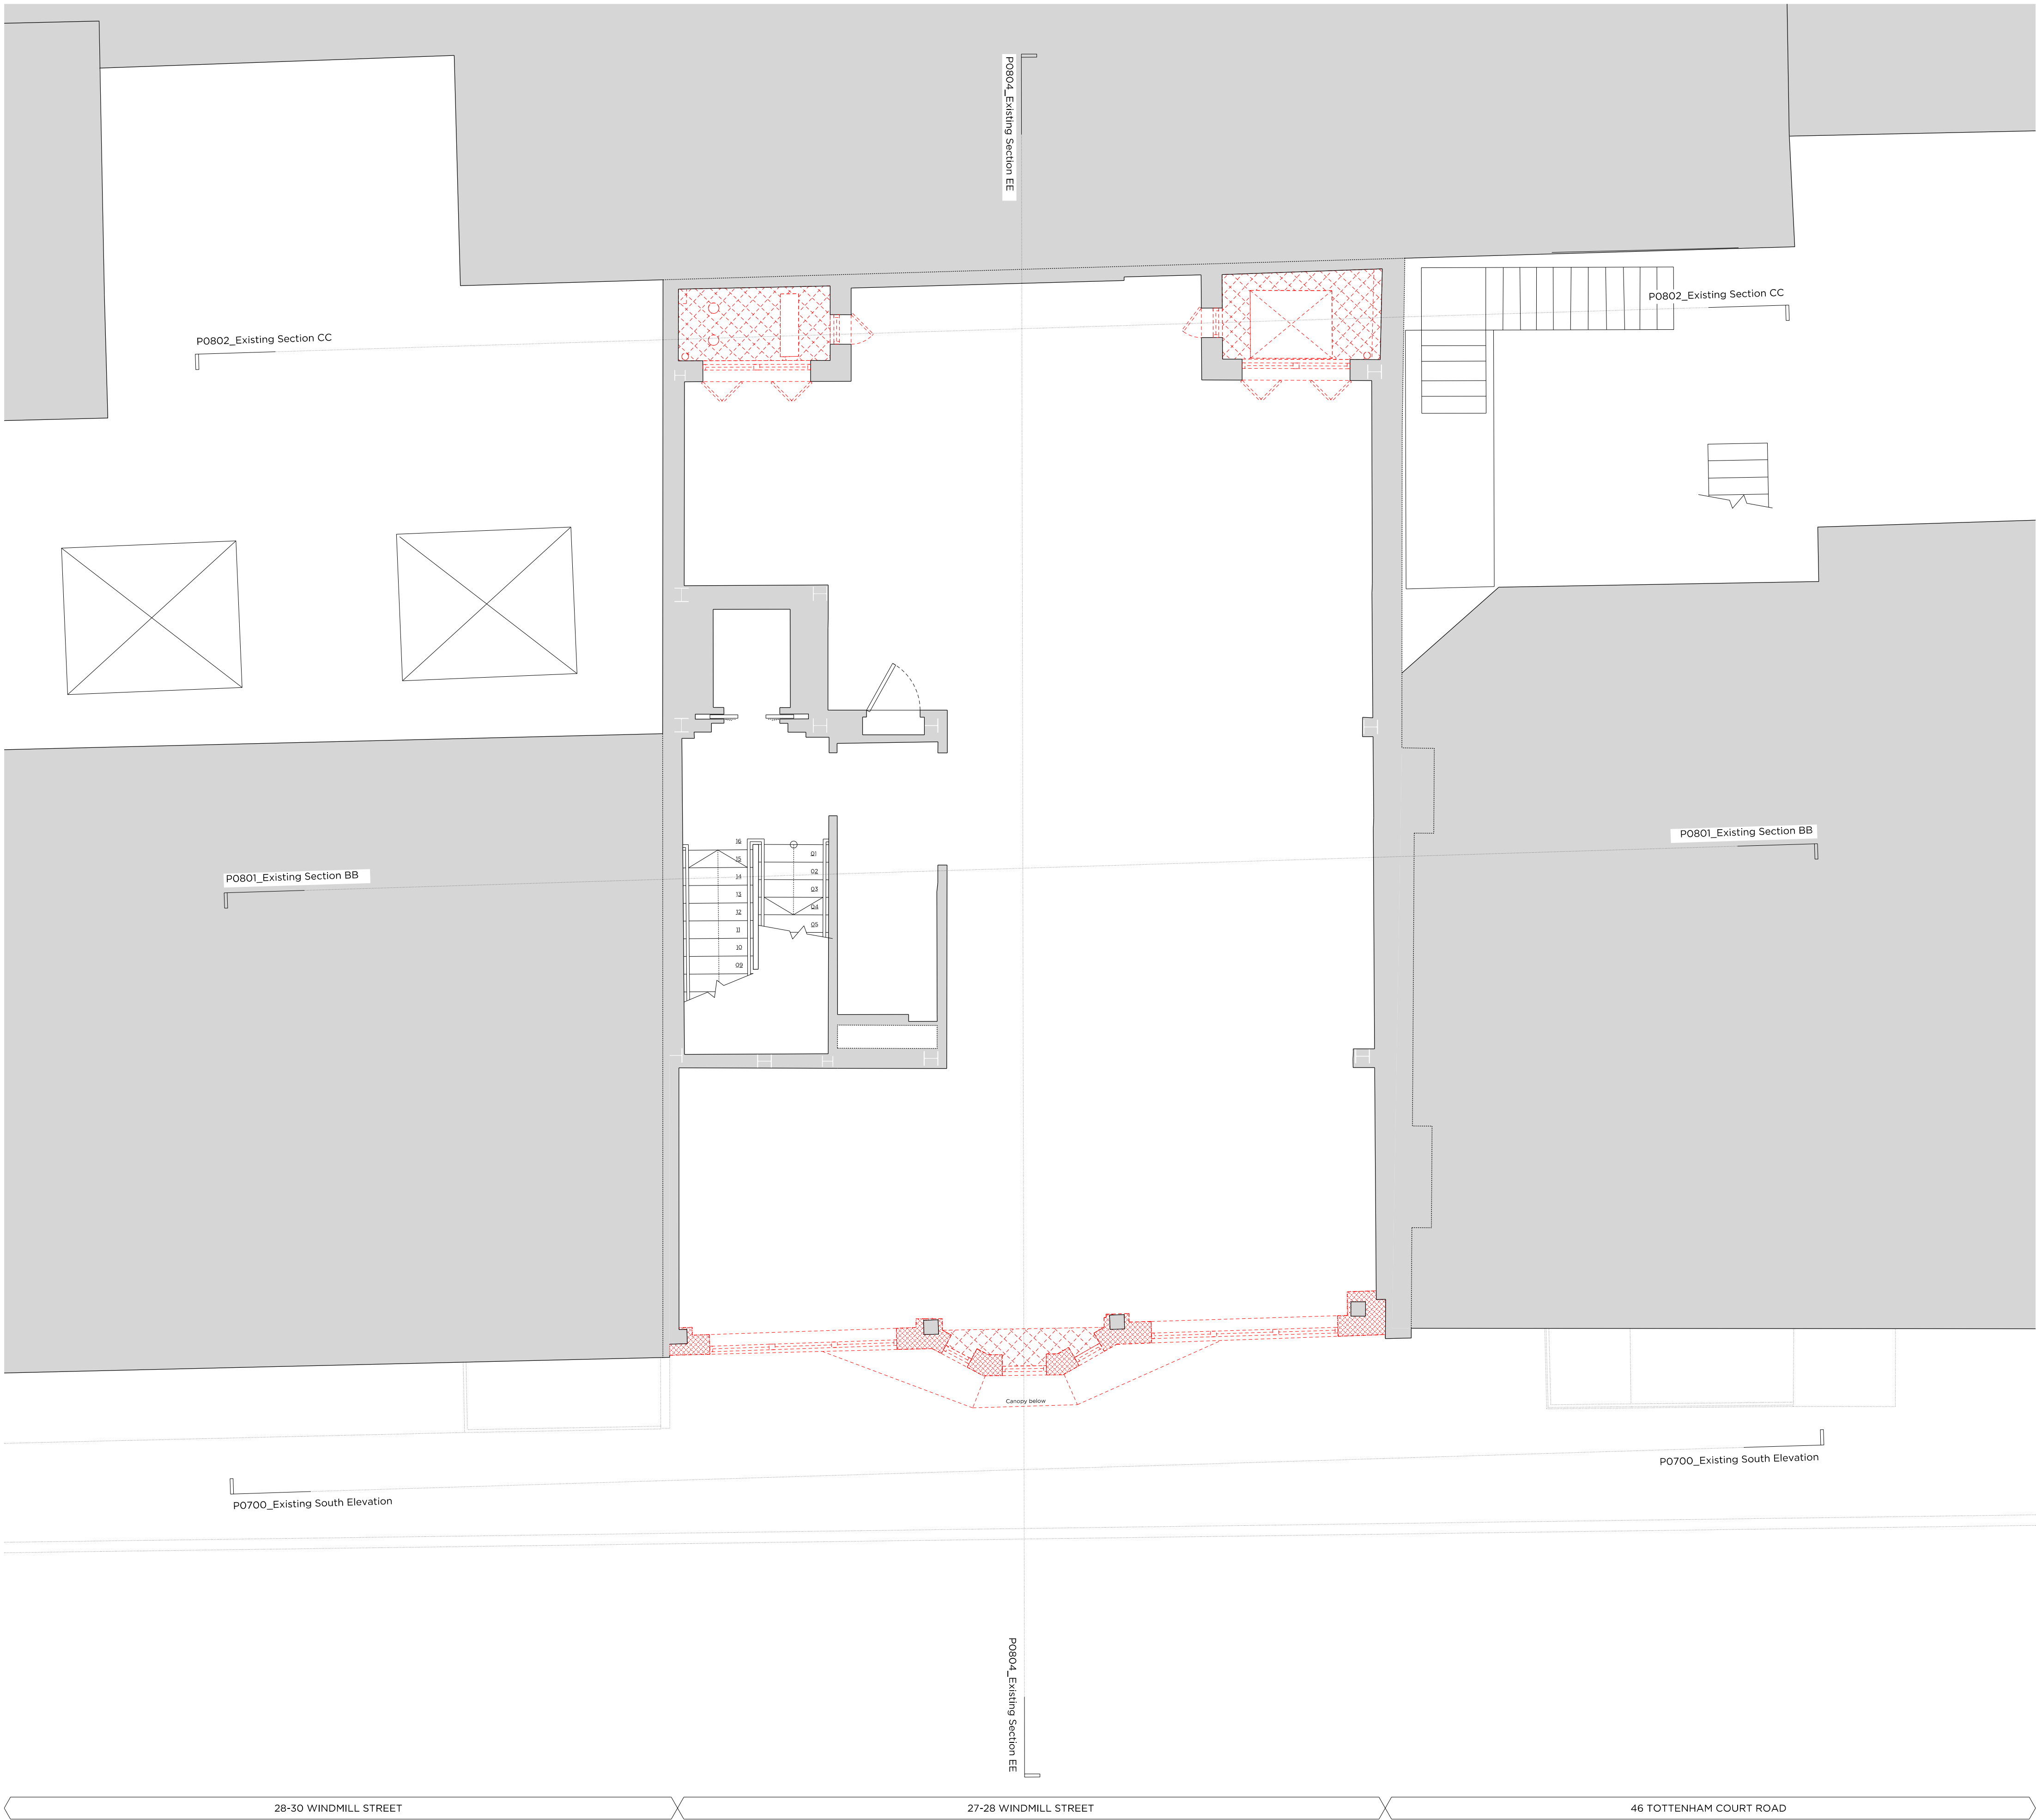 P0804_Existing Section EE
P0802_Existing Section CC
P0802_Existing Section CC
P0801_Existing Section BB
P0801_Existing Section BB
16
15
14
13
12
11
10
09
01
02
03
04
05
Canopy below
P0700_Existing South Elevation
P0700_Existing South Elevation
P0804_Existing Section EE
28-30 WINDMILL STREET
27-28 WINDMILL STREET
46 TOTTENHAM COURT ROAD